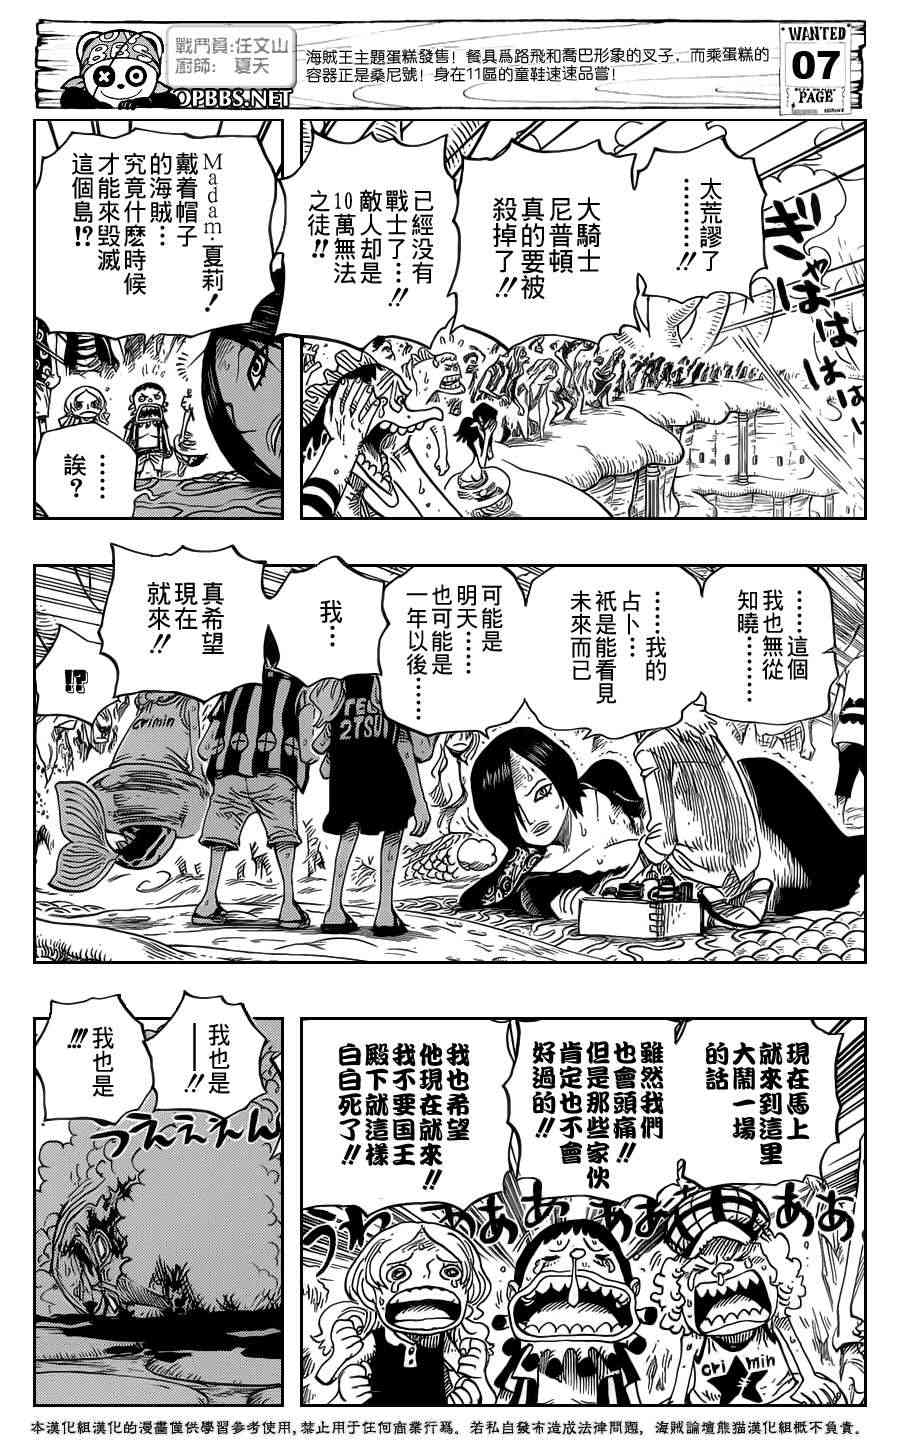 戰鬥員:任文山
廚師: 夏天
OPBBS.NET
海賊王主題蛋糕發售！餐具爲路飛和喬巴形象的叉子，而乘蛋糕的
容器正是桑尼號！身在11區的童鞋速速品嘗！
WANTED
07
PAGE
太荒謬了
……!!
大騎士
尼普頓
真的要被
殺掉了!!
已經没有
戰士了…!!
敵人却是
10萬無法
之徒!!
ぎゃはははは
Madam·夏莉！
戴着帽子
的海賊…
究竟什麼時候
才能來毀滅
這個島!?
……
誒？
……這個
我也無從
知曉……
……我的
占卜…
衹是能看見
未來而已
可能是
明天…
也可能是
一年以後……
我…
真希望
現在
就來!!
!?
crimin
2TSU
現在馬上
就來到這里
大鬧一場
的話
雖然我們
也會頭痛!!
但是那些家伙
肯定也不會
好過的!!
我也希望
他現在就來!!
我不要国王
殿下就這樣
白白死了!!
うわああああああ
crimin
我也是
——!!
我也是
!!!
うえええん
本漢化組漢化的漫畫僅供學習參考使用,禁止用于任何商業行爲。若私自發布造成法律問題，海賊論壇熊猫漢化組概不負責。